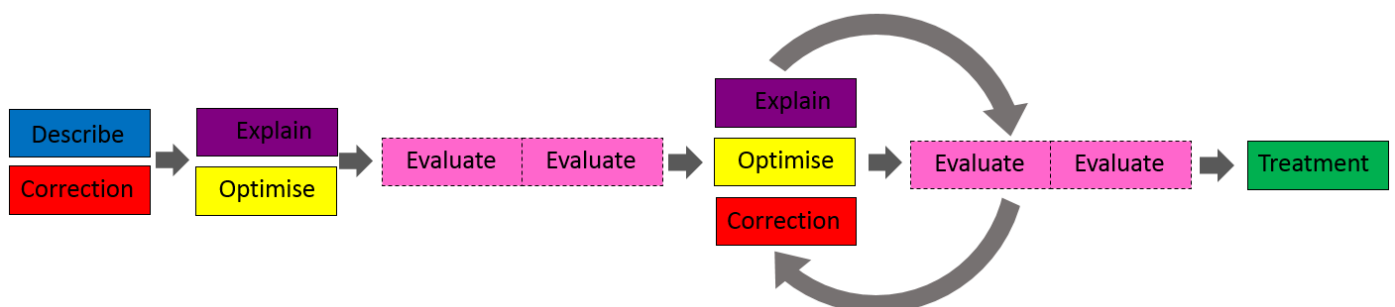 Describe
Correction
Explain
Optimise
Evaluate
Evaluate
Explain
Optimise
Correction
Evaluate
Evaluate
Treatment